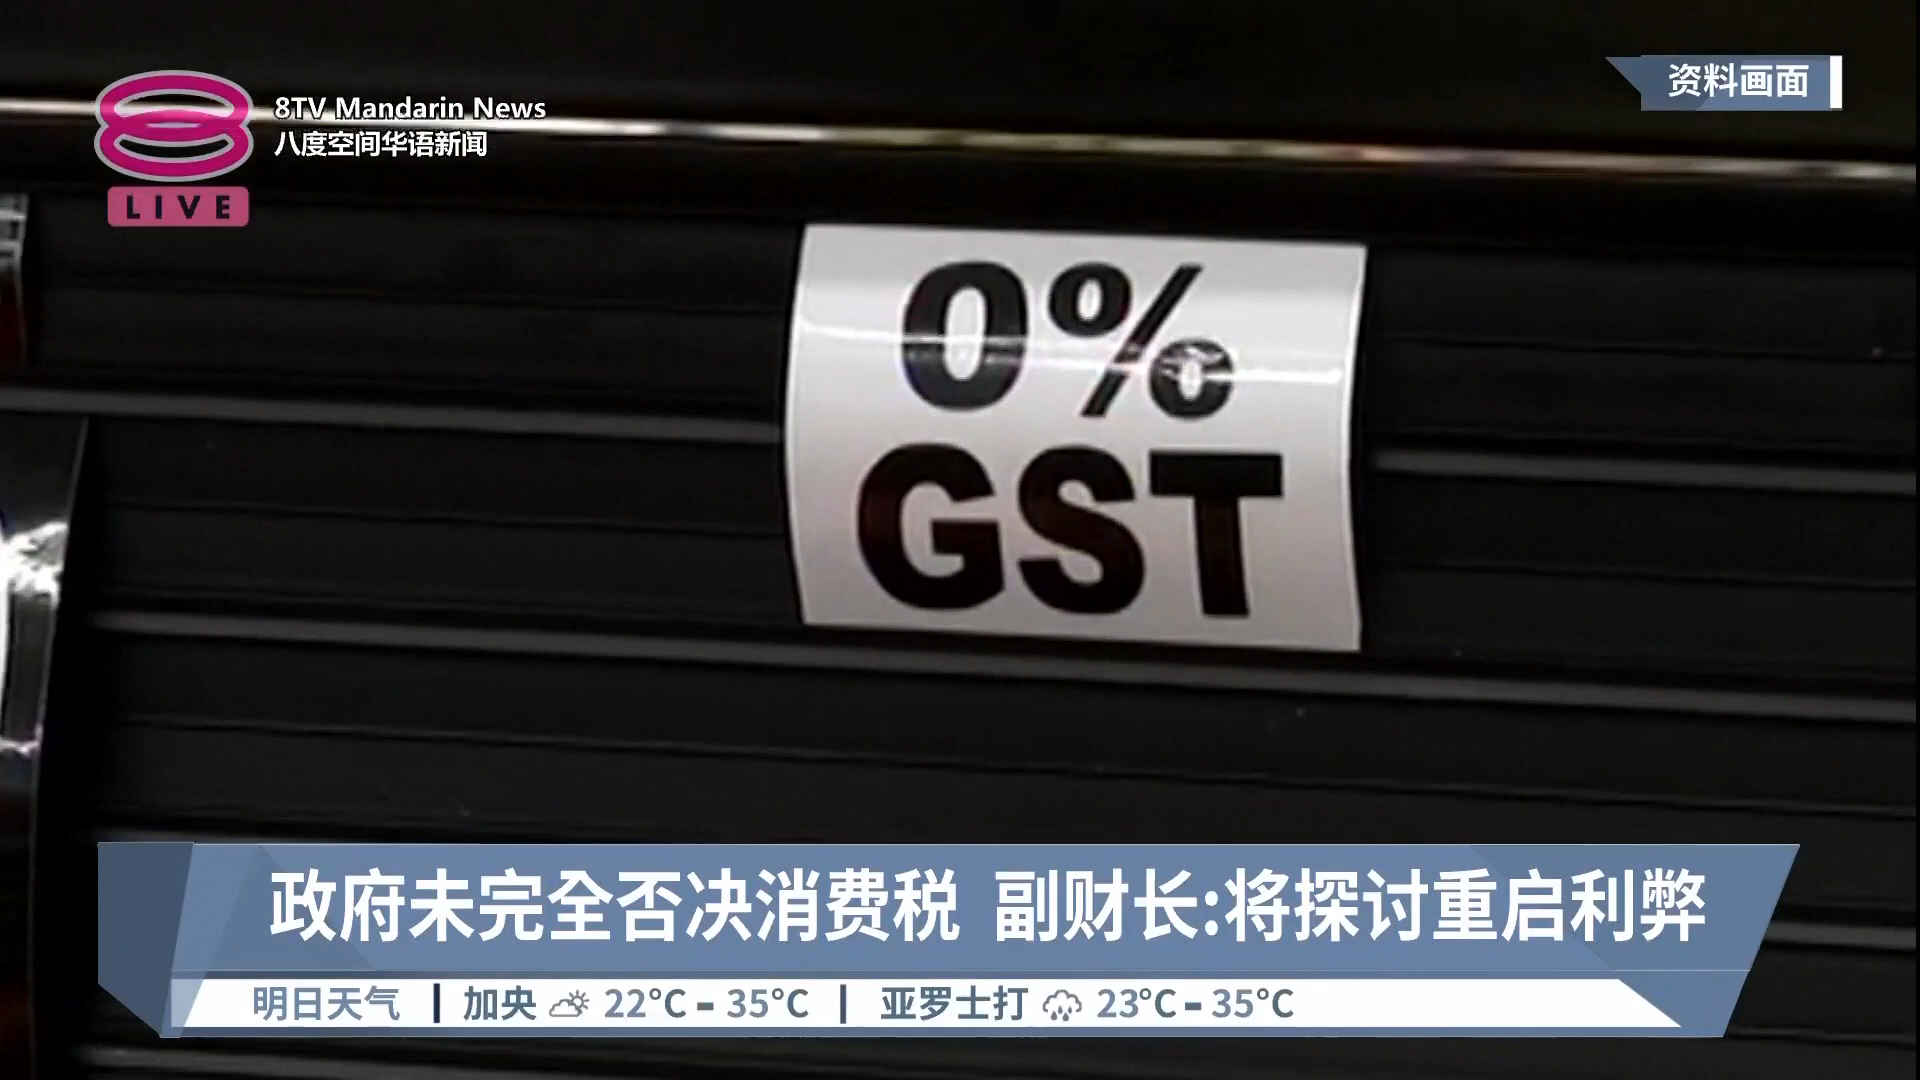 8TV Mandarin News
八度空间华语新闻
LIVE
资料画面
0%
GST
政府未完全否决消费税 副财长:将探讨重启利弊
明日天气 | 加央 22°C - 35°C | 亚罗士打 23°C - 35°C